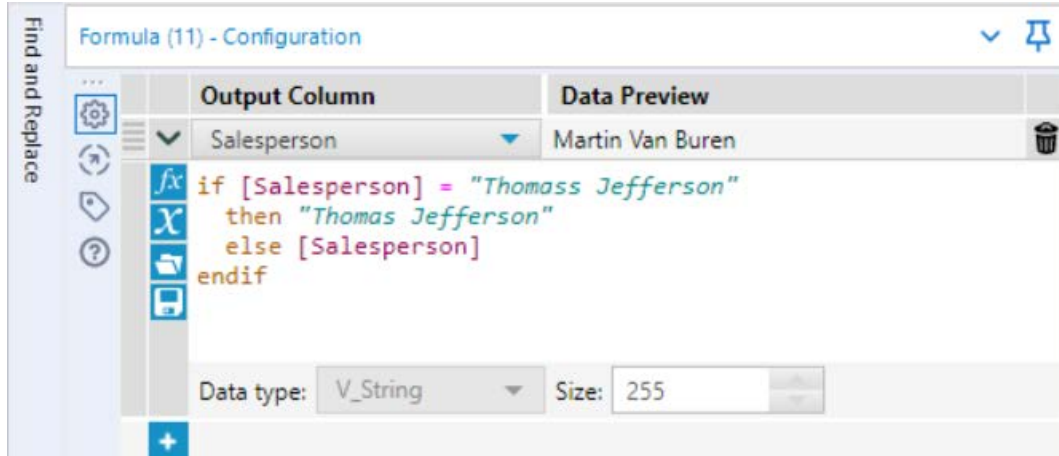 Find and Replace
Formula (11) - Configuration
Output Column Data Preview
Salesperson Martin Van Buren
if [Salesperson] = "Thomass Jefferson"
then "Thomas Jefferson"
else [Salesperson]
endif
fx
X
Data type: V_String Size: 255